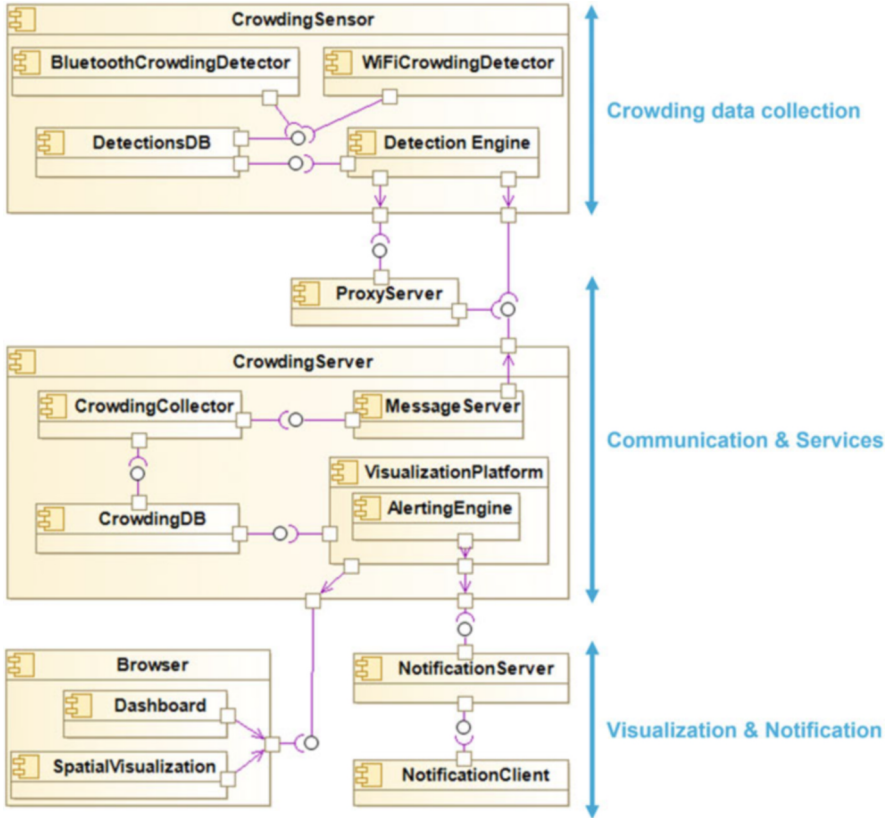 CrowdingSensor
BluetoothCrowdingDetector
WiFiCrowdingDetector
Crowding data collection
DetectionsDB
Detection Engine
ProxyServer
CrowdingServer
CrowdingCollector
MessageServer
Communication & Services
VisualizationPlatform
CrowdingDB
AlertingEngine
Browser
NotificationServer
Dashboard
Visualization & Notification
SpatialVisualization
NotificationClient